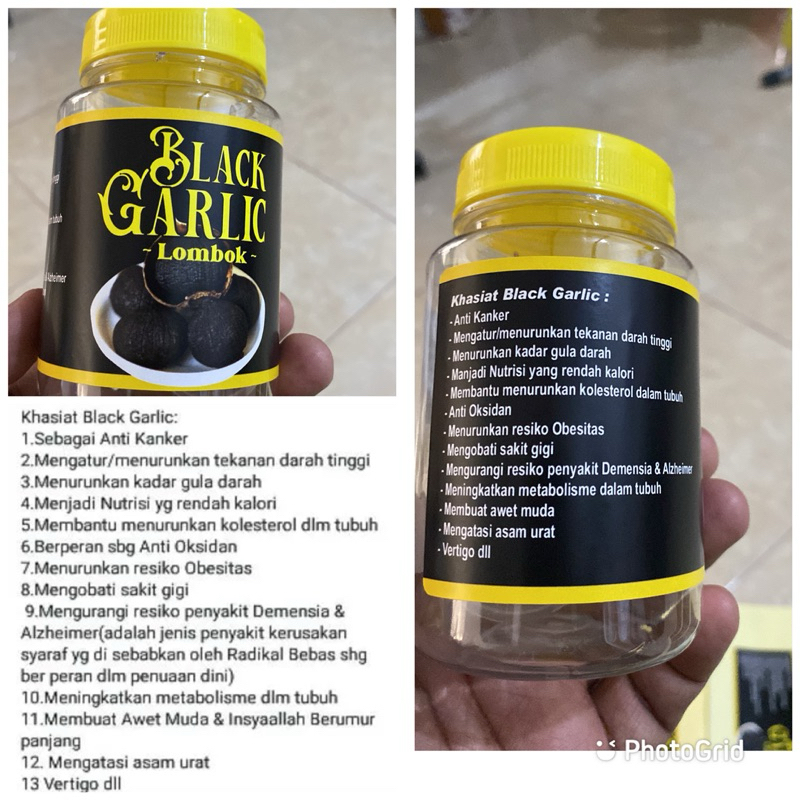 BLACK
GARLIC
~ Lombok ~
tubuh
Alzheimer
Khasiat Black Garlic :
- Anti Kanker
- Mengatur/menurunkan tekanan darah tinggi
- Menurunkan kadar gula darah
- Manjadi Nutrisi yang rendah kalori
- Membantu menurunkan kolesterol dalam tubuh
- Anti Oksidan
- Menurunkan resiko Obesitas
- Mengobati sakit gigi
- Mengurangi resiko penyakit Demensia & Alzheimer
- Meningkatkan metabolisme dalam tubuh
- Membuat awet muda
- Mengatasi asam urat
- Vertigo dll
Khasiat Black Garlic:
1.Sebagai Anti Kanker
2.Mengatur/menurunkan tekanan darah tinggi
3.Menurunkan kadar gula darah
4.Menjadi Nutrisi yg rendah kalori
5.Membantu menurunkan kolesterol dlm tubuh
6.Berperan sbg Anti Oksidan
7.Menurunkan resiko Obesitas
8.Mengobati sakit gigi
9.Mengurangi resiko penyakit Demensia &
Alzheimer(adalah jenis penyakit kerusakan
syaraf yg di sebabkan oleh Radikal Bebas shg
ber peran dlm penuaan dini)
10.Meningkatkan metabolisme dlm tubuh
11.Membuat Awet Muda & Insyaallah Berumur
panjang
12. Mengatasi asam urat
13 Vertigo dll
PhotoGrid